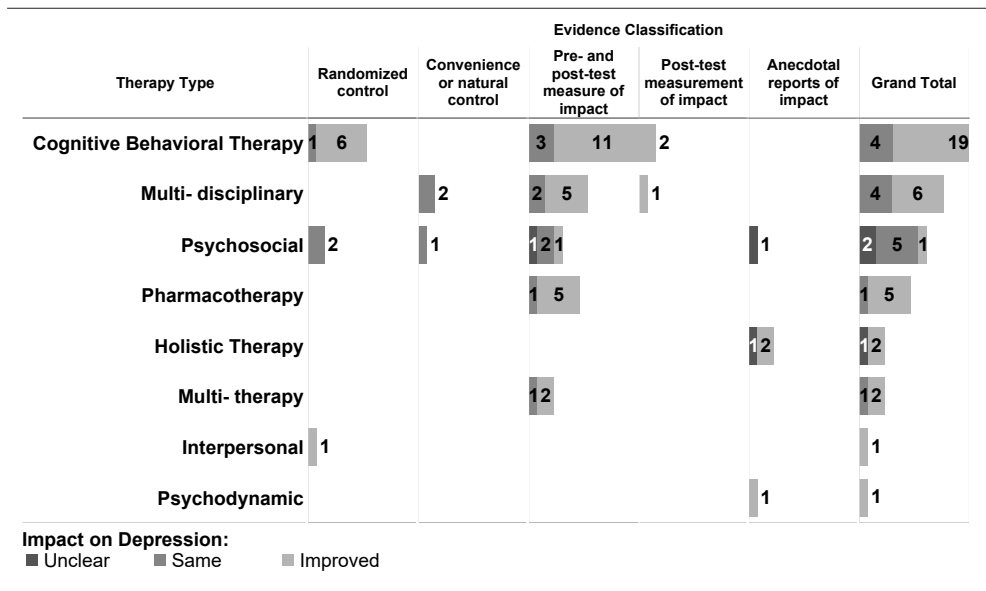 Evidence Classification
Therapy Type
Randomized
control
Convenience
or natural
control
Pre- and
post-test
measure of
impact
Post-test
measurement
of impact
Anecdotal
reports of
impact
Grand Total
Cognitive Behavioral Therapy 1 6 3 11 2 4 19
Multi- disciplinary 2 2 5 1 4 6
Psychosocial 2 1 1 2 1 1 2 5 1
Pharmacotherapy 1 5 1 5
Holistic Therapy 1 2 1 2
Multi- therapy 1 2 1 2
Interpersonal 1 1
Psychodynamic 1 1
Impact on Depression:
Unclear Same Improved